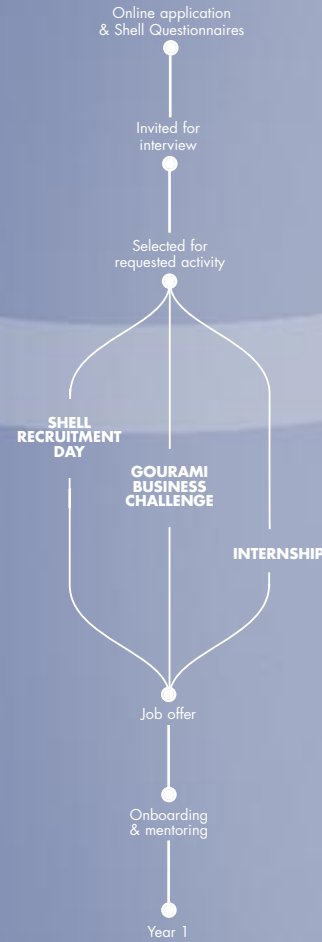 Online application
& Shell Questionnaires
Invited for
interview
Selected for
requested activity
SHELL
RECRUITMENT
DAY
GOURAMI
BUSINESS
CHALLENGE
INTERNSHIP
Job offer
Onboarding
& mentoring
Year 1